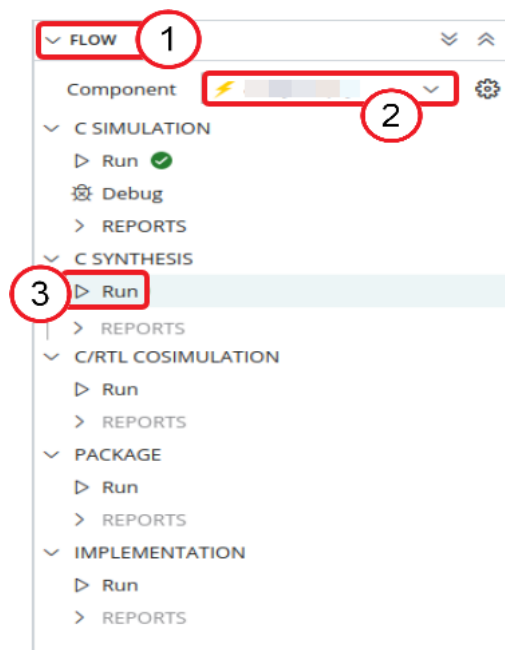 FLOW 1
Component
2
C SIMULATION
Run
Debug
REPORTS
C SYNTHESIS
3 Run
REPORTS
C/RTL COSIMULATION
Run
REPORTS
PACKAGE
Run
REPORTS
IMPLEMENTATION
Run
REPORTS